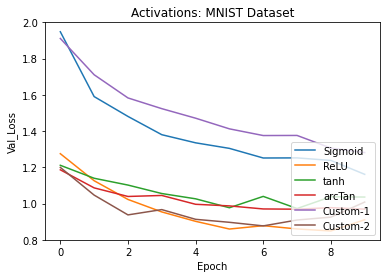 Activations: MNIST Dataset
2.0
1.8
1.6
1.4
1.2
1.0
0.8
Val_Loss
Sigmoid
ReLU
tanh
arcTan
Custom-1
Custom-2
0 2 4 6 8
Epoch